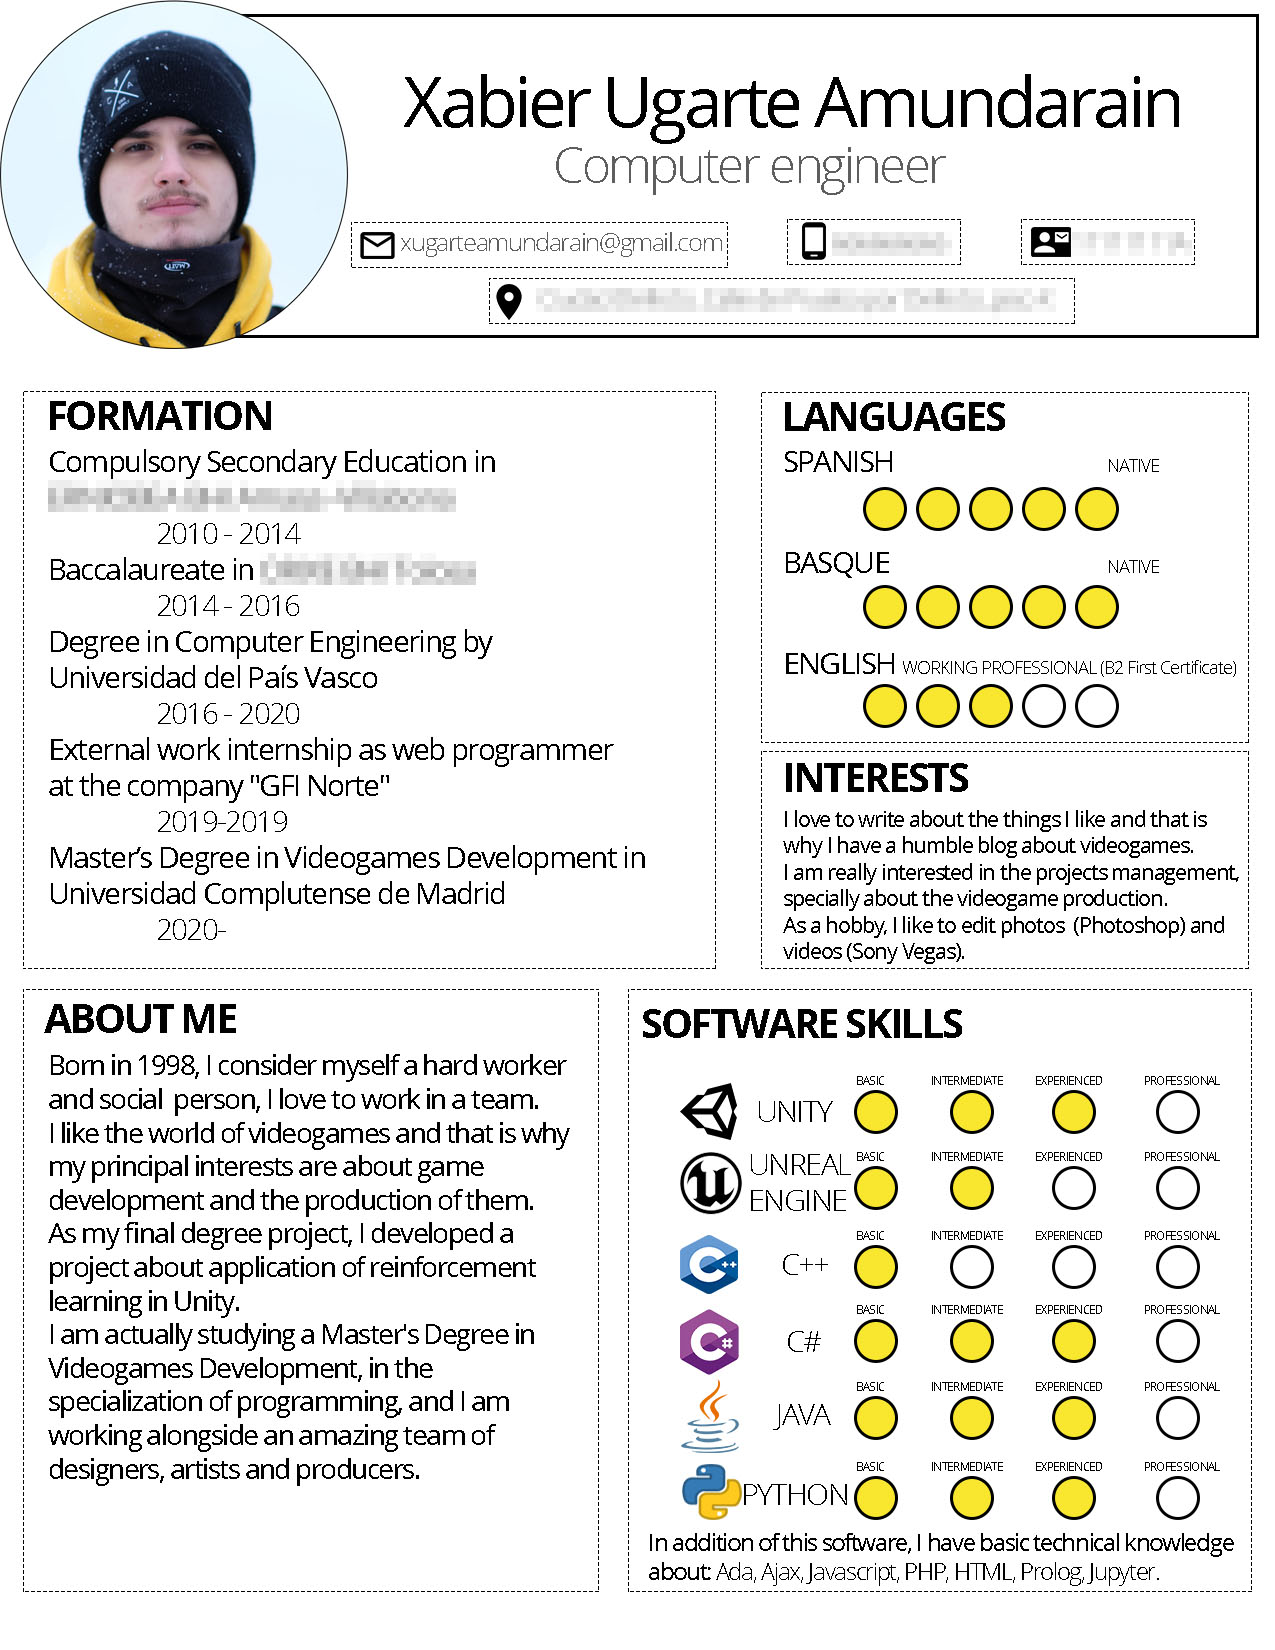 Xabier Ugarte Amundarain
Computer engineer
xugarteamundarain@gmail.com
FORMATION
Compulsory Secondary Education in
2010 - 2014
Baccalaureate in
2014 - 2016
Degree in Computer Engineering by
Universidad del País Vasco
2016 - 2020
External work internship as web programmer
at the company "GFI Norte"
2019-2019
Master's Degree in Videogames Development in
Universidad Complutense de Madrid
2020-
LANGUAGES
SPANISH NATIVE
BASQUE NATIVE
ENGLISH WORKING PROFESSIONAL (B2 First Certificate)
INTERESTS
I love to write about the things I like and that is
why I have a humble blog about videogames.
I am really interested in the projects management,
specially about the videogame production.
As a hobby, I like to edit photos (Photoshop) and
videos (Sony Vegas).
ABOUT ME
Born in 1998, I consider myself a hard worker
and social person, I love to work in a team.
I like the world of videogames and that is why
my principal interests are about game
development and the production of them.
As my final degree project, I developed a
project about application of reinforcement
learning in Unity.
I am actually studying a Master's Degree in
Videogames Development, in the
specialization of programming, and I am
working alongside an amazing team of
designers, artists and producers.
SOFTWARE SKILLS
BASIC INTERMEDIATE EXPERIENCED PROFESSIONAL
UNITY
BASIC INTERMEDIATE EXPERIENCED PROFESSIONAL
UNREAL
ENGINE
BASIC INTERMEDIATE EXPERIENCED PROFESSIONAL
C++
BASIC INTERMEDIATE EXPERIENCED PROFESSIONAL
C#
BASIC INTERMEDIATE EXPERIENCED PROFESSIONAL
JAVA
BASIC INTERMEDIATE EXPERIENCED PROFESSIONAL
PYTHON
In addition of this software, I have basic technical knowledge
about: Ada, Ajax, Javascript, PHP, HTML, Prolog, Jupyter.